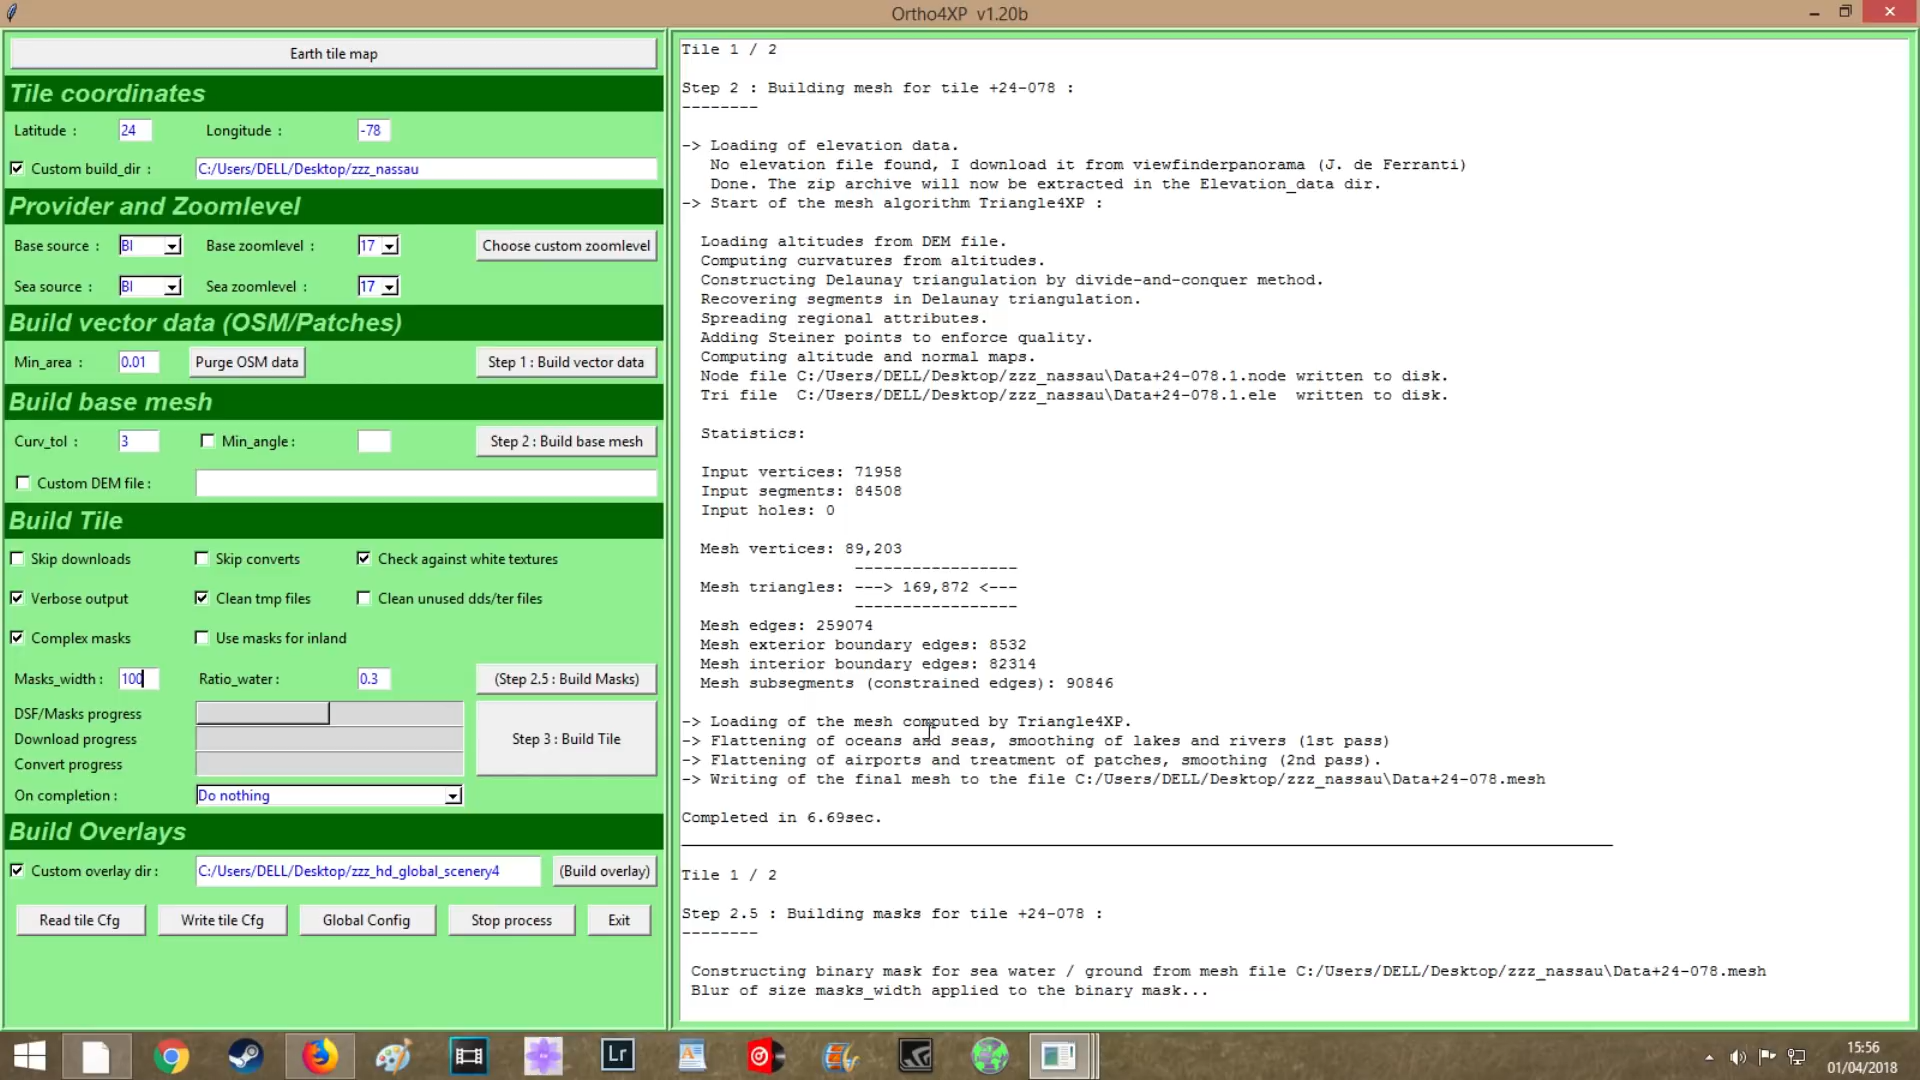 Ortho4XP v1.20b
Earth tile map
Tile coordinates
Latitude : 24 Longitude : -78
Custom build_dir : C:/Users/DELL/Desktop/zzz_nassau
Provider and Zoomlevel
Base source : BI Base zoomlevel : 17 Choose custom zoomlevel
Sea source : BI Sea zoomlevel : 17
Build vector data (OSM/Patches)
Min_area : 0.01 Purge OSM data Step 1 : Build vector data
Build base mesh
Curv_tol : 3 Min_angle : Step 2 : Build base mesh
Custom DEM file :
Build Tile
Skip downloads Skip converts Check against white textures
Verbose output Clean tmp files Clean unused dds/ter files
Complex masks Use masks for inland
Masks_width : 100 Ratio_water : 0.3 (Step 2.5 : Build Masks)
DSF/Masks progress
Download progress Step 3 : Build Tile
Convert progress
On completion : Do nothing
Build Overlays
Custom overlay dir : C:/Users/DELL/Desktop/zzz_hd_global_scenery4 (Build overlay)
Read tile Cfg Write tile Cfg Global Config Stop process Exit
Tile 1 / 2
Step 2 : Building mesh for tile +24-078 :
--------
-> Loading of elevation data.
No elevation file found, I download it from viewfinderpanorama (J. de Ferranti)
Done. The zip archive will now be extracted in the Elevation_data dir.
-> Start of the mesh algorithm Triangle4XP :
Loading altitudes from DEM file.
Computing curvatures from altitudes.
Constructing Delaunay triangulation by divide-and-conquer method.
Recovering segments in Delaunay triangulation.
Spreading regional attributes.
Adding Steiner points to enforce quality.
Computing altitude and normal maps.
Node file C:/Users/DELL/Desktop/zzz_nassau\Data+24-078.1.node written to disk.
Tri file C:/Users/DELL/Desktop/zzz_nassau\Data+24-078.1.ele written to disk.
Statistics:
Input vertices: 71958
Input segments: 84508
Input holes: 0
Mesh vertices: 89,203
-----------------
Mesh triangles: ---> 169,872 <---
-----------------
Mesh edges: 259074
Mesh exterior boundary edges: 8532
Mesh interior boundary edges: 82314
Mesh subsegments (constrained edges): 90846
-> Loading of the mesh computed by Triangle4XP.
-> Flattening of oceans and seas, smoothing of lakes and rivers (1st pass)
-> Flattening of airports and treatment of patches, smoothing (2nd pass).
-> Writing of the final mesh to the file C:/Users/DELL/Desktop/zzz_nassau\Data+24-078.mesh
Completed in 6.69sec.
Tile 1 / 2
Step 2.5 : Building masks for tile +24-078 :
--------
Constructing binary mask for sea water / ground from mesh file C:/Users/DELL/Desktop/zzz_nassau\Data+24-078.mesh
Blur of size masks_width applied to the binary mask...
Lr
15:56
01/04/2018